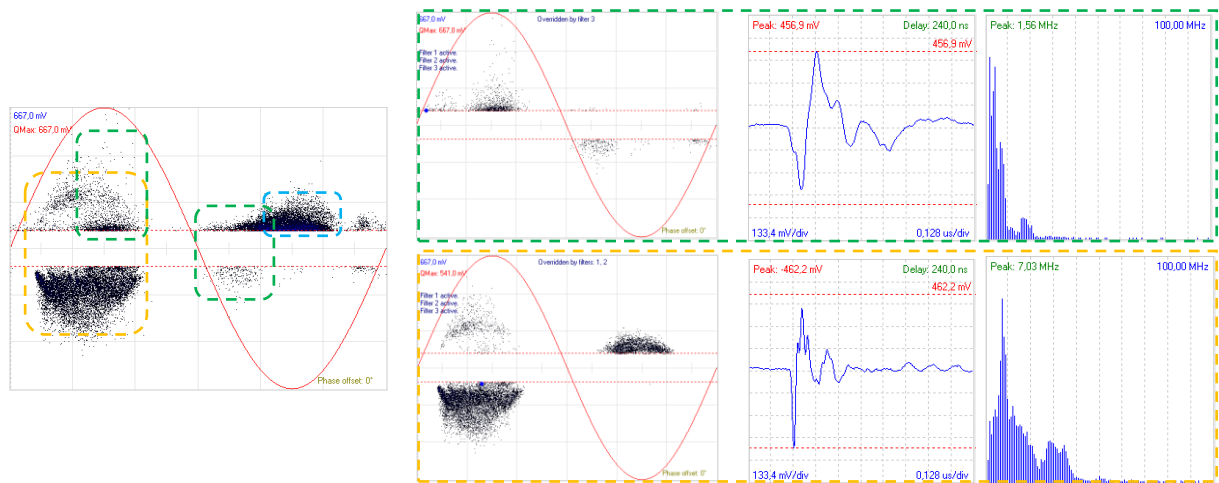 667,0 mV
QMax: 667,0 mV
Phase offset: 0°
667,0 mV
QMax: 667,0 mV
Overridden by filter 3
Filter 1 active.
Filter 2 active.
Filter 3 active.
Phase offset: 0°
Peak: 456,9 mV
Delay: 240,0 ns
456,9 mV
133,4 mV/div
0,128 us/div
Peak: 1,56 MHz
100,00 MHz
667,0 mV
QMax: 541,0 mV
Overridden by filters: 1, 2
Filter 1 active.
Filter 2 active.
Filter 3 active.
Phase offset: 0°
Peak: -462,2 mV
Delay: 240,0 ns
462,2 mV
133,4 mV/div
0,128 us/div
Peak: 7,03 MHz
100,00 MHz